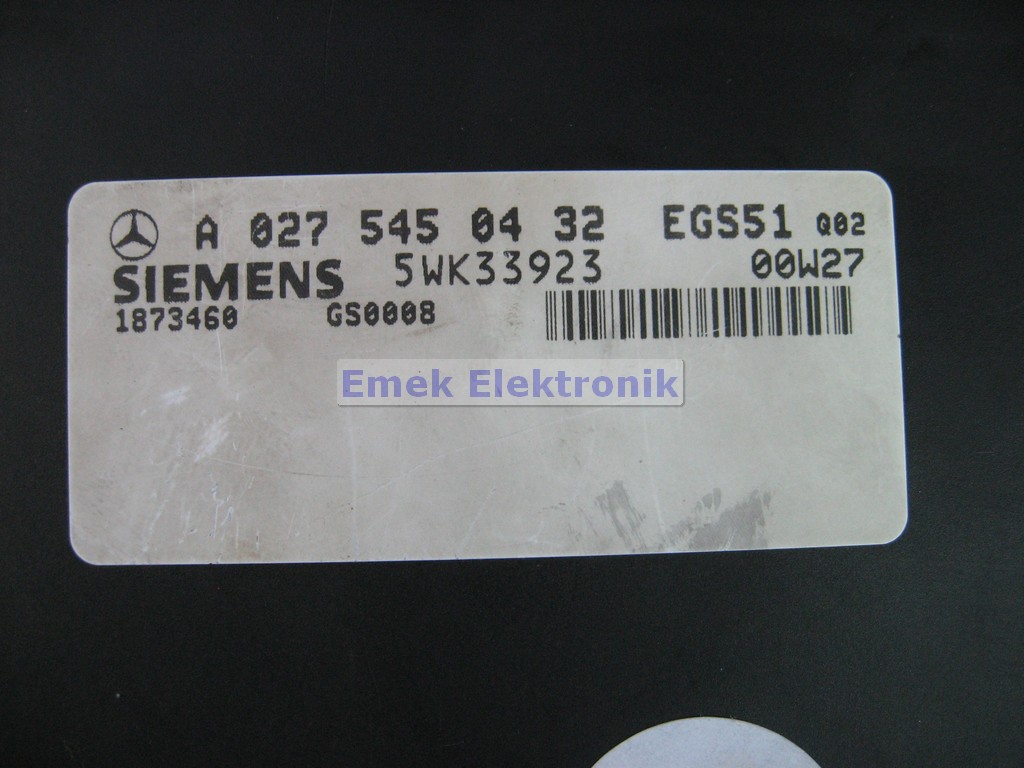 A 027 545 04 32 EGS51 Q02
SIEMENS 5WK33923 00W27
1873460 GS0008
Emek Elektronik